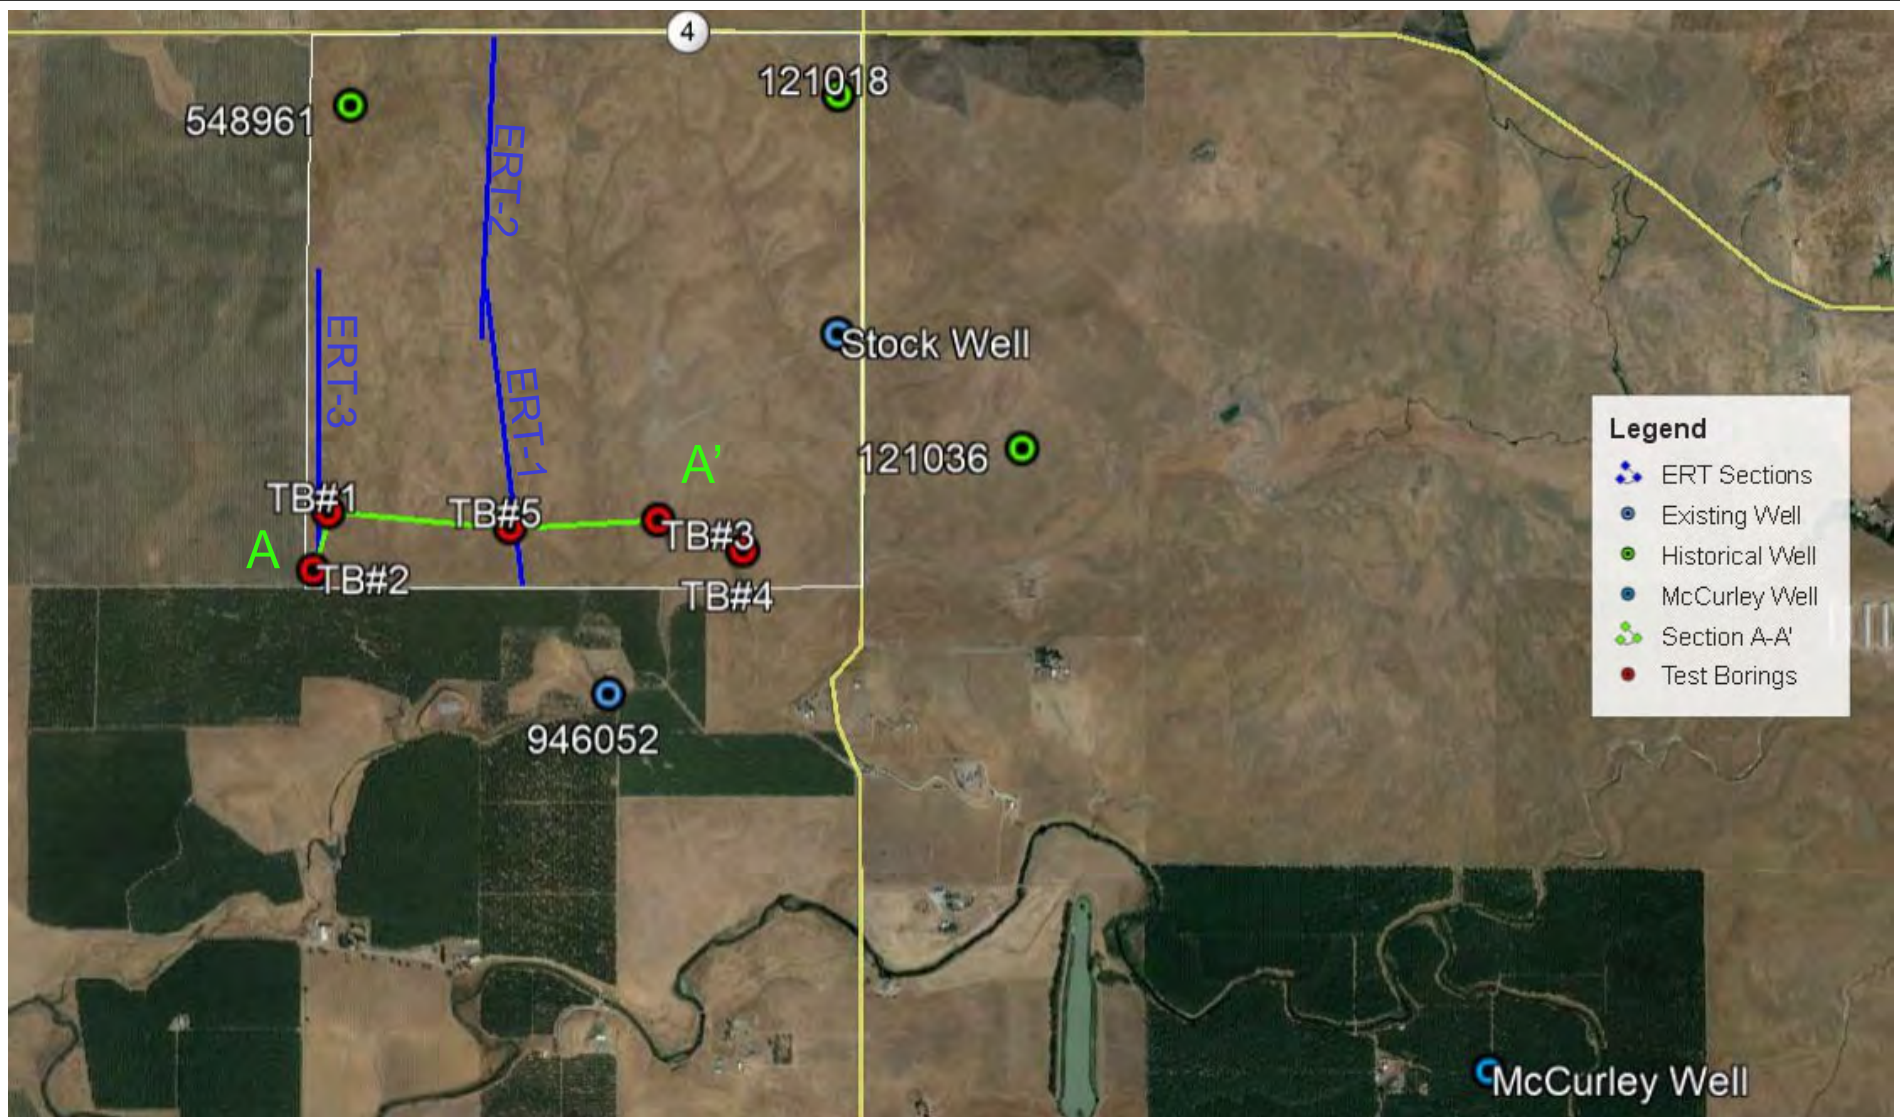 4
121018
548961
ERT-2
Stock Well
ERT-3
ERT-1
A'
121036
TB#1
TB#5
TB#3
A
TB#2
TB#4
946052
McCurley Well
Legend
ERT Sections
Existing Well
Historical Well
McCurley Well
Section A-A'
Test Borings